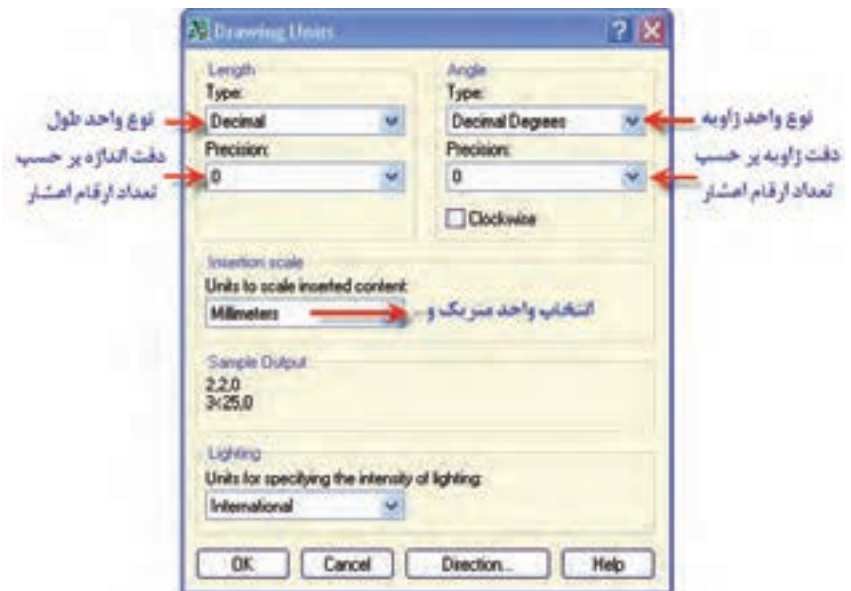 Drawing Units
Length
Type:
Decimal
Precision:
0
Angle
Type:
Decimal Degrees
Precision:
0
Clockwise
Insertion scale
Units to scale inserted content:
Millimeters
Sample Output
2,2,0
3<25,0
Lighting
Units for specifying the intensity of lighting:
International
OK
Cancel
Direction...
Help
نوع واحد طول
دقت اندازه بر حسب
تعداد ارقام اعشار
نوع واحد زاویه
دقت زاویه بر حسب
تعداد ارقام اعشار
انتخاب واحد متریک و..